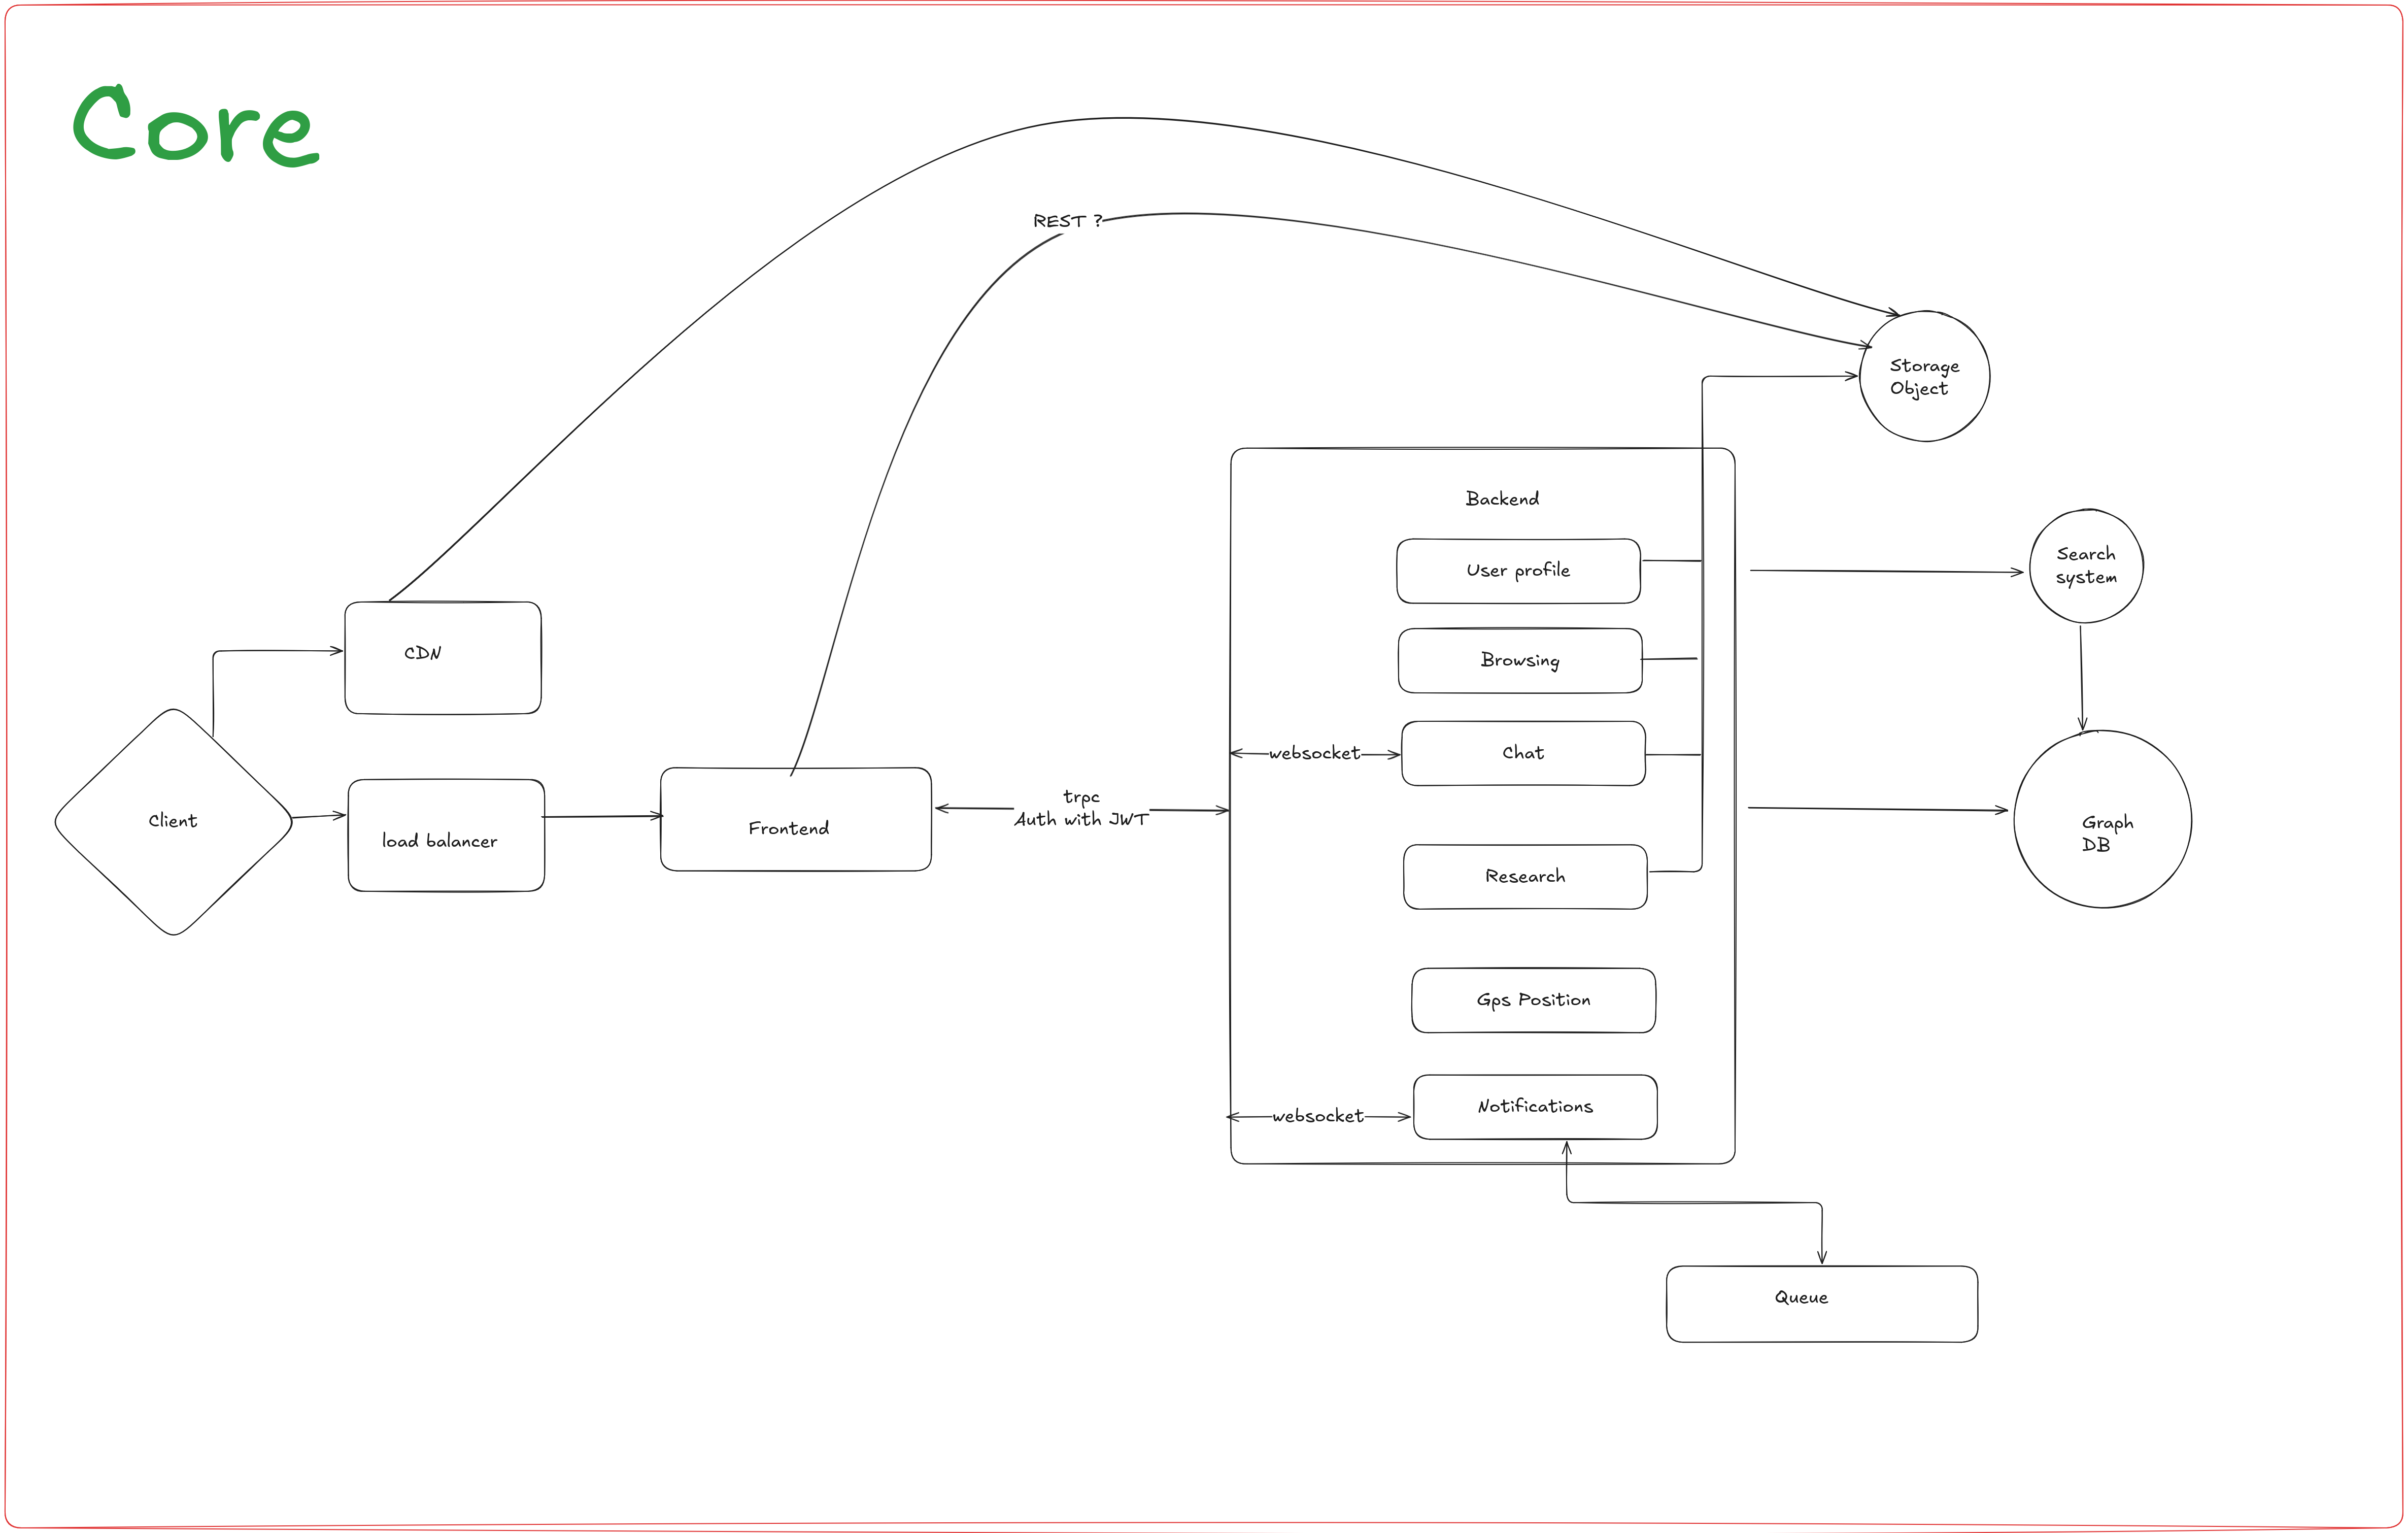 Core
REST ?
Storage
Object
Backend
User profile
Search
system
Browsing
CDN
websocket
Chat
trpc
Auth with JWT
Client
load balancer
Frontend
Graph
DB
Research
Gps Position
websocket
Notifications
Queue